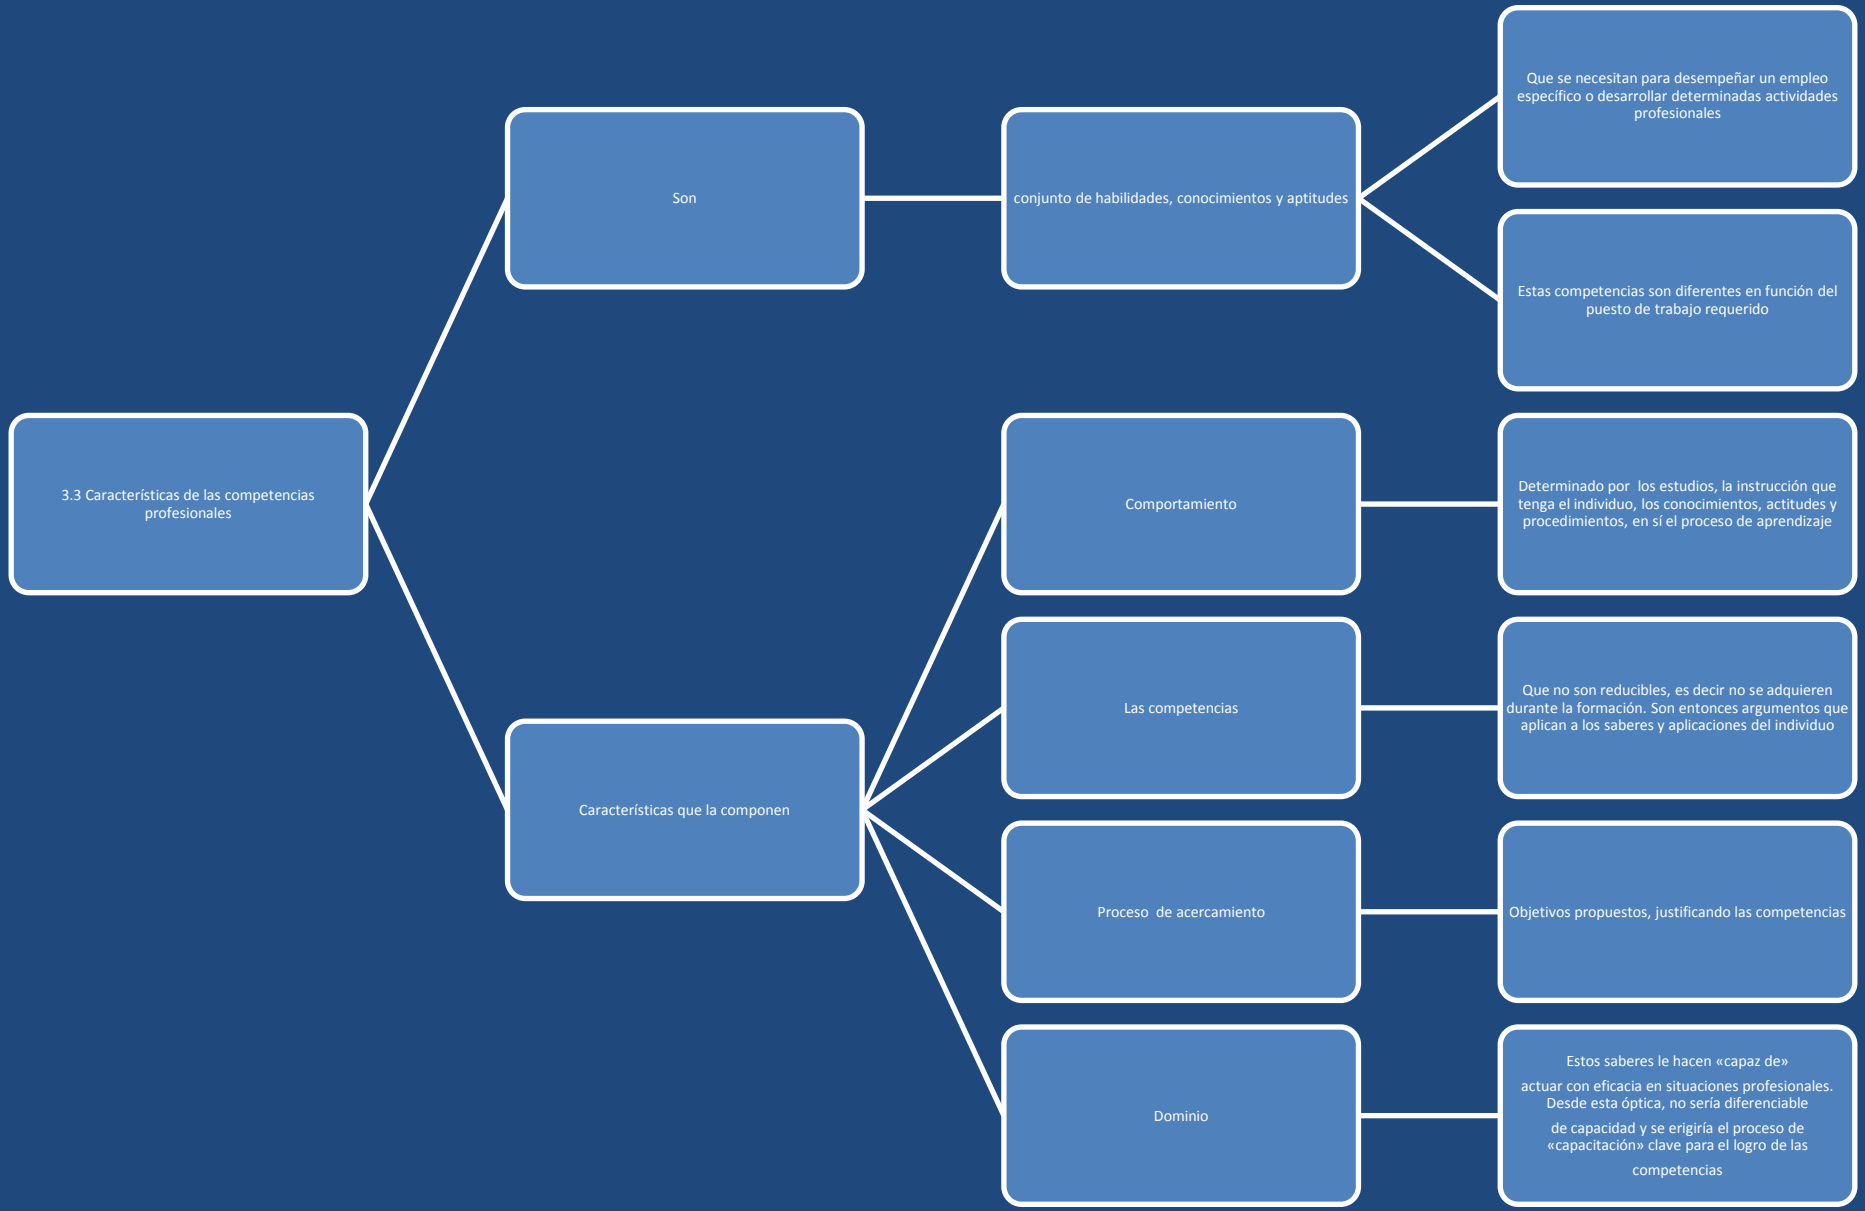 3.3 Características de las competencias
profesionales
Son
conjunto de habilidades, conocimientos y aptitudes
Que se necesitan para desempeñar un empleo
específico o desarrollar determinadas actividades
profesionales
Estas competencias son diferentes en función del
puesto de trabajo requerido
Características que la componen
Comportamiento
Determinado por  los estudios, la instrucción que
tenga el individuo, los conocimientos, actitudes y
procedimientos, en sí el proceso de aprendizaje
Las competencias
Que no son reducibles, es decir no se adquieren
durante la formación. Son entonces argumentos que
aplican a los saberes y aplicaciones del individuo
Proceso  de acercamiento
Objetivos propuestos, justificando las competencias
Dominio
Estos saberes le hacen «capaz de»
actuar con eficacia en situaciones profesionales.
Desde esta óptica, no sería diferenciable
de capacidad y se erigiría el proceso de
«capacitación» clave para el logro de las
competencias